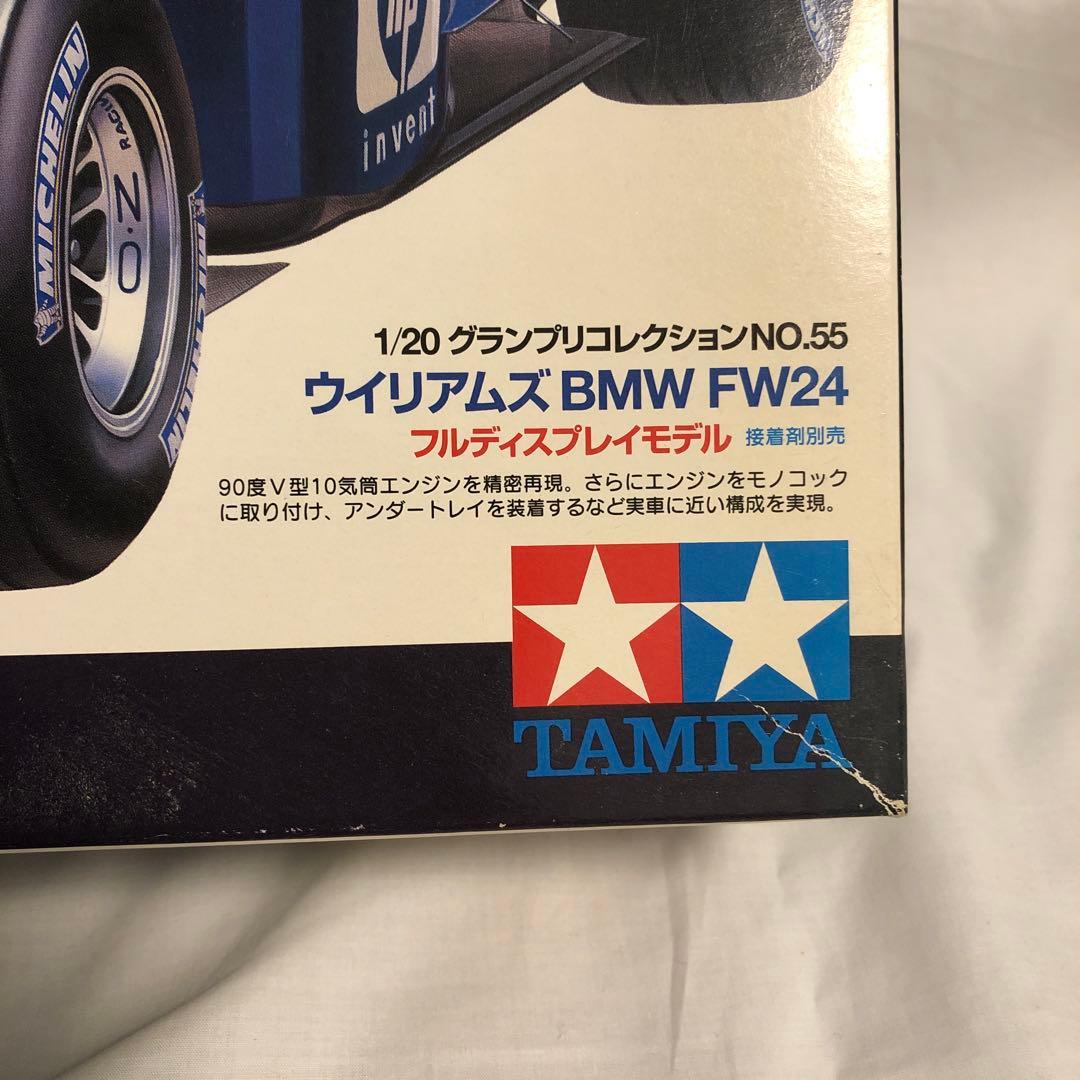 hp
invent
MICHELIN
RACING
O.Z
MICHELIN
1/20 グランプリコレクションNO.55
ウイリアムズ BMW FW24
フルディスプレイモデル 接着剤別売
90度V型10気筒エンジンを精密再現。さらにエンジンをモノコック
に取り付け、アンダートレイを装着するなど実車に近い構成を実現。
TAMIYA